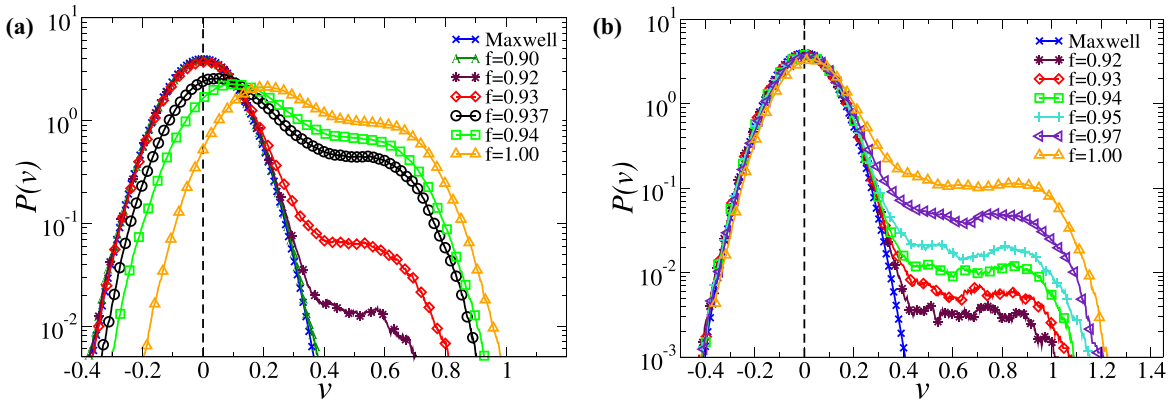 (a)
P(v)
10^1
10^0
10^-1
10^-2
Maxwell
f=0.90
f=0.92
f=0.93
f=0.937
f=0.94
f=1.00
-0.4 -0.2 0 0.2 0.4 0.6 0.8 1
v
(b)
P(v)
10^1
10^0
10^-1
10^-2
10^-3
Maxwell
f=0.92
f=0.93
f=0.94
f=0.95
f=0.97
f=1.00
-0.4 -0.2 0 0.2 0.4 0.6 0.8 1 1.2 1.4
v